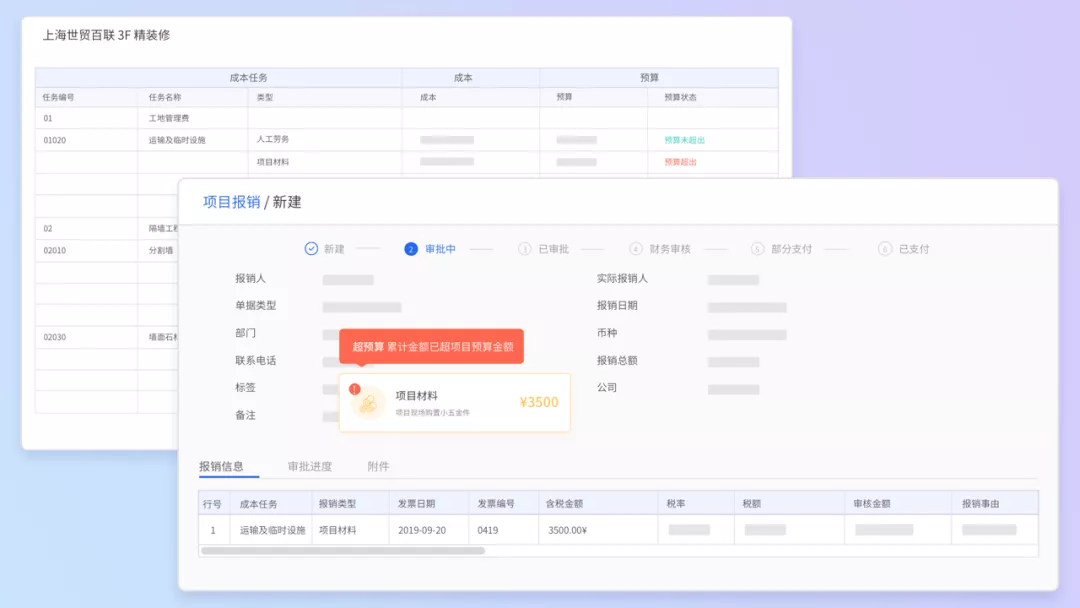 上海世贸百联 3F 精装修
成本任务 成本 预算
任务编号 任务名称 类型 成本 预算 预算状态
01 工地管理费
01020 运输及临时设施 人工劳务 预算未超出
项目材料 预算超出
02 隔墙工程
02010 分割墙
02030 墙面石材
项目报销 / 新建
新建 2 审批中 3 已审批 4 财务审核 5 部分支付 6 已支付
报销人 实际报销人
单据类型 报销日期
部门 币种
联系电话 报销总额
标签 公司
备注
超预算 累计金额已超项目预算金额
! 项目材料 ¥3500
项目现场购置小五金件
报销信息 审批进度 附件
行号 成本任务 报销类型 发票日期 发票编号 含税金额 税率 税额 审核金额 报销事由
1 运输及临时设施 项目材料 2019-09-20 0419 3500.00¥